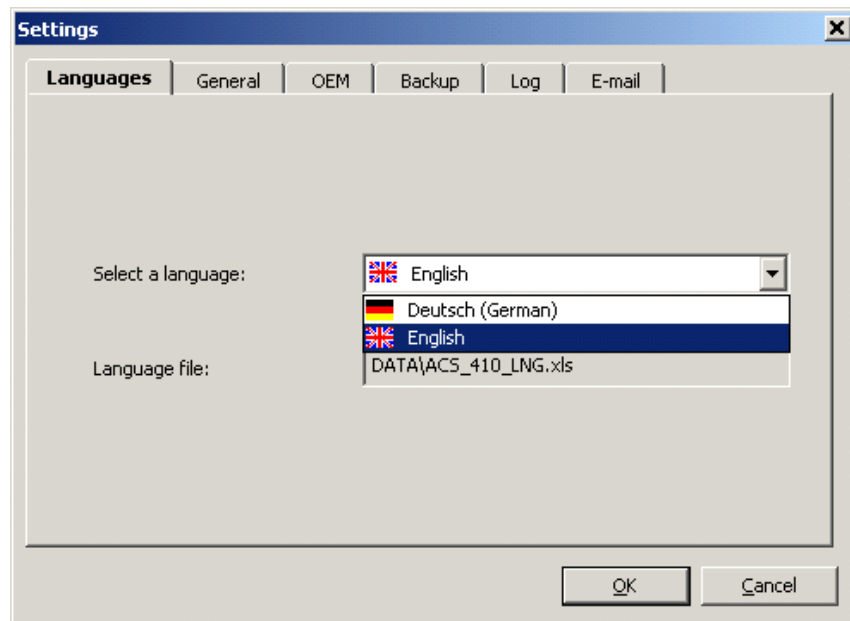 Settings
Languages General OEM Backup Log E-mail
Select a language: English
Deutsch (German)
English
Language file: DATA\ACS_410_LNG.xls
OK Cancel